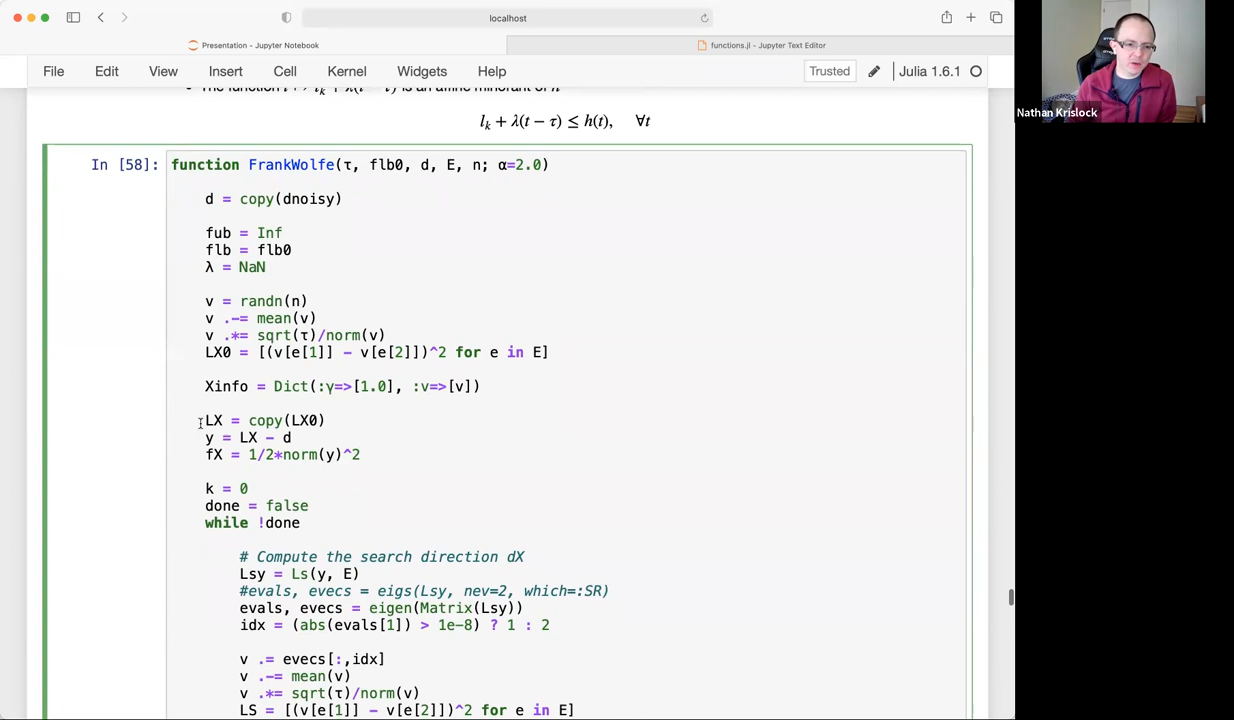 localhost
Presentation - Jupyter Notebook
functions.jl - Jupyter Text Editor
File Edit View Insert Cell Kernel Widgets Help
Trusted Julia 1.6.1
Nathan Krislock
l_k + λ(t − τ) ≤ h(t), ∀t
In [58]:
function FrankWolfe(τ, flb0, d, E, n; α=2.0)
d = copy(dnoisy)
fub = Inf
flb = flb0
λ = NaN
v = randn(n)
v .-= mean(v)
v .*= sqrt(τ)/norm(v)
LX0 = [(v[e[1]] - v[e[2]])^2 for e in E]
Xinfo = Dict(:γ=>[1.0], :v=>[v])
LX = copy(LX0)
y = LX - d
fX = 1/2*norm(y)^2
k = 0
done = false
while !done
# Compute the search direction dX
Lsy = Ls(y, E)
#evals, evecs = eigs(Lsy, nev=2, which=:SR)
evals, evecs = eigen(Matrix(Lsy))
idx = (abs(evals[1]) > 1e-8) ? 1 : 2
v .= evecs[:,idx]
v .-= mean(v)
v .*= sqrt(τ)/norm(v)
LS = [(v[e[1]] - v[e[2]])^2 for e in E]